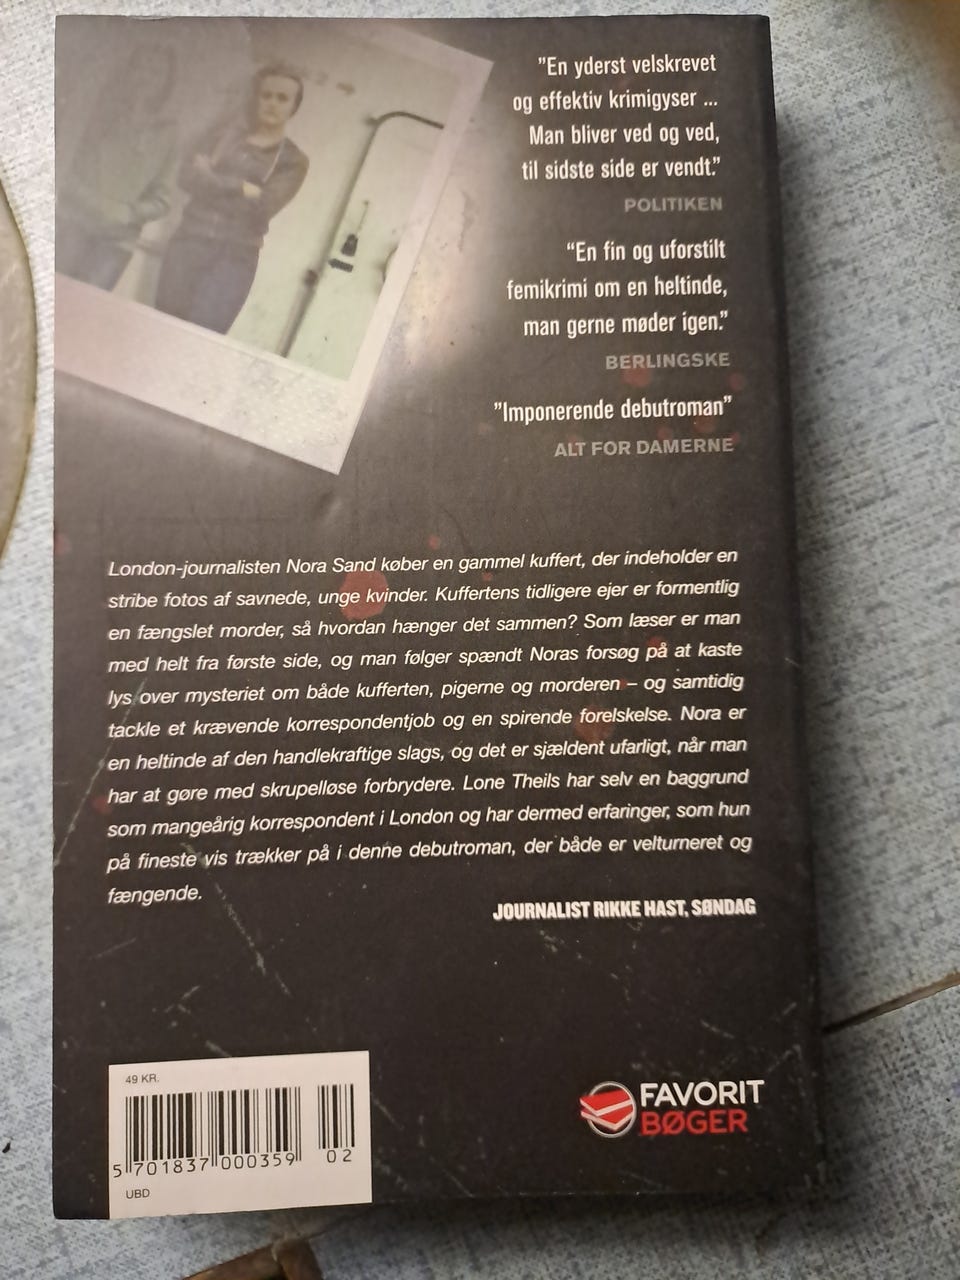 "En yderst velskrevet
og effektiv krimigyser ...
Man bliver ved og ved,
til sidste side er vendt."
POLITIKEN
"En fin og uforstilt
femikrimi om en heltinde,
man gerne møder igen."
BERLINGSKE
"Imponerende debutroman"
ALT FOR DAMERNE
London-journalisten Nora Sand køber en gammel kuffert, der indeholder en
stribe fotos af savnede, unge kvinder. Kuffertens tidligere ejer er formentlig
en fængslet morder, så hvordan hænger det sammen? Som læser er man
med helt fra første side, og man følger spændt Noras forsøg på at kaste
lys over mysteriet om både kufferten, pigerne og morderen – og samtidig
tackle et krævende korrespondentjob og en spirende forelskelse. Nora er
en heltinde af den handlekraftige slags, og det er sjældent ufarligt, når man
har at gøre med skrupelløse forbrydere. Lone Theils har selv en baggrund
som mangeårig korrespondent i London og har dermed erfaringer, som hun
på fineste vis trækker på i denne debutroman, der både er velturneret og
fængende.
JOURNALIST RIKKE HAST, SØNDAG
49 KR.
5 701837 000359 02
UBD
FAVORIT
BØGER